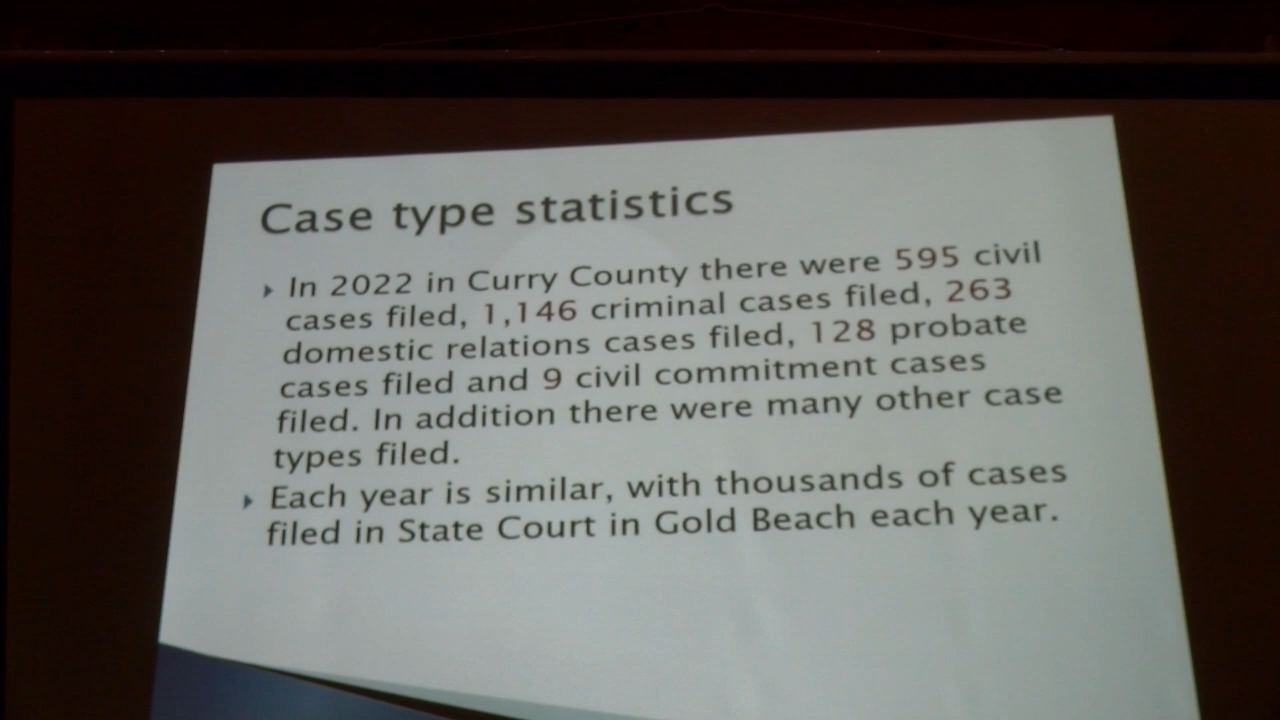 Case type statistics
In 2022 in Curry County there were 595 civil
cases filed, 1,146 criminal cases filed, 263
domestic relations cases filed, 128 probate
cases filed and 9 civil commitment cases
filed. In addition there were many other case
types filed.
Each year is similar, with thousands of cases
filed in State Court in Gold Beach each year.